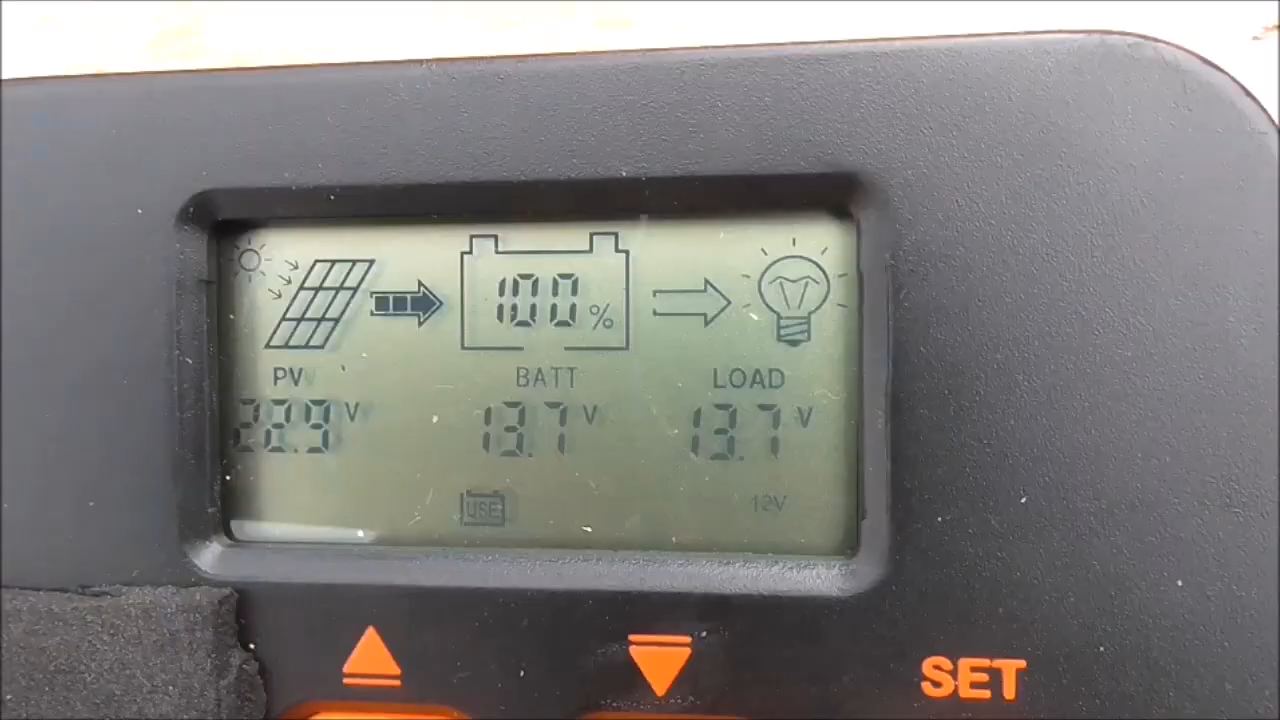 100%
PV BATT LOAD
22.9V 13.7V 13.7V
USE 12V
SET